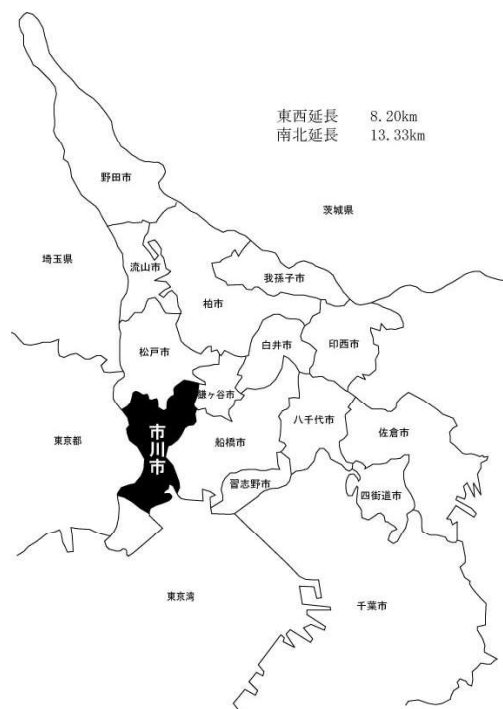 東西延長 8.20km
南北延長 13.33km
野田市
茨城県
埼玉県
流山市
我孫子市
柏市
松戸市
白井市
印西市
鎌ヶ谷市
八千代市
市川市
東京都
船橋市
佐倉市
習志野市
四街道市
東京湾
千葉市